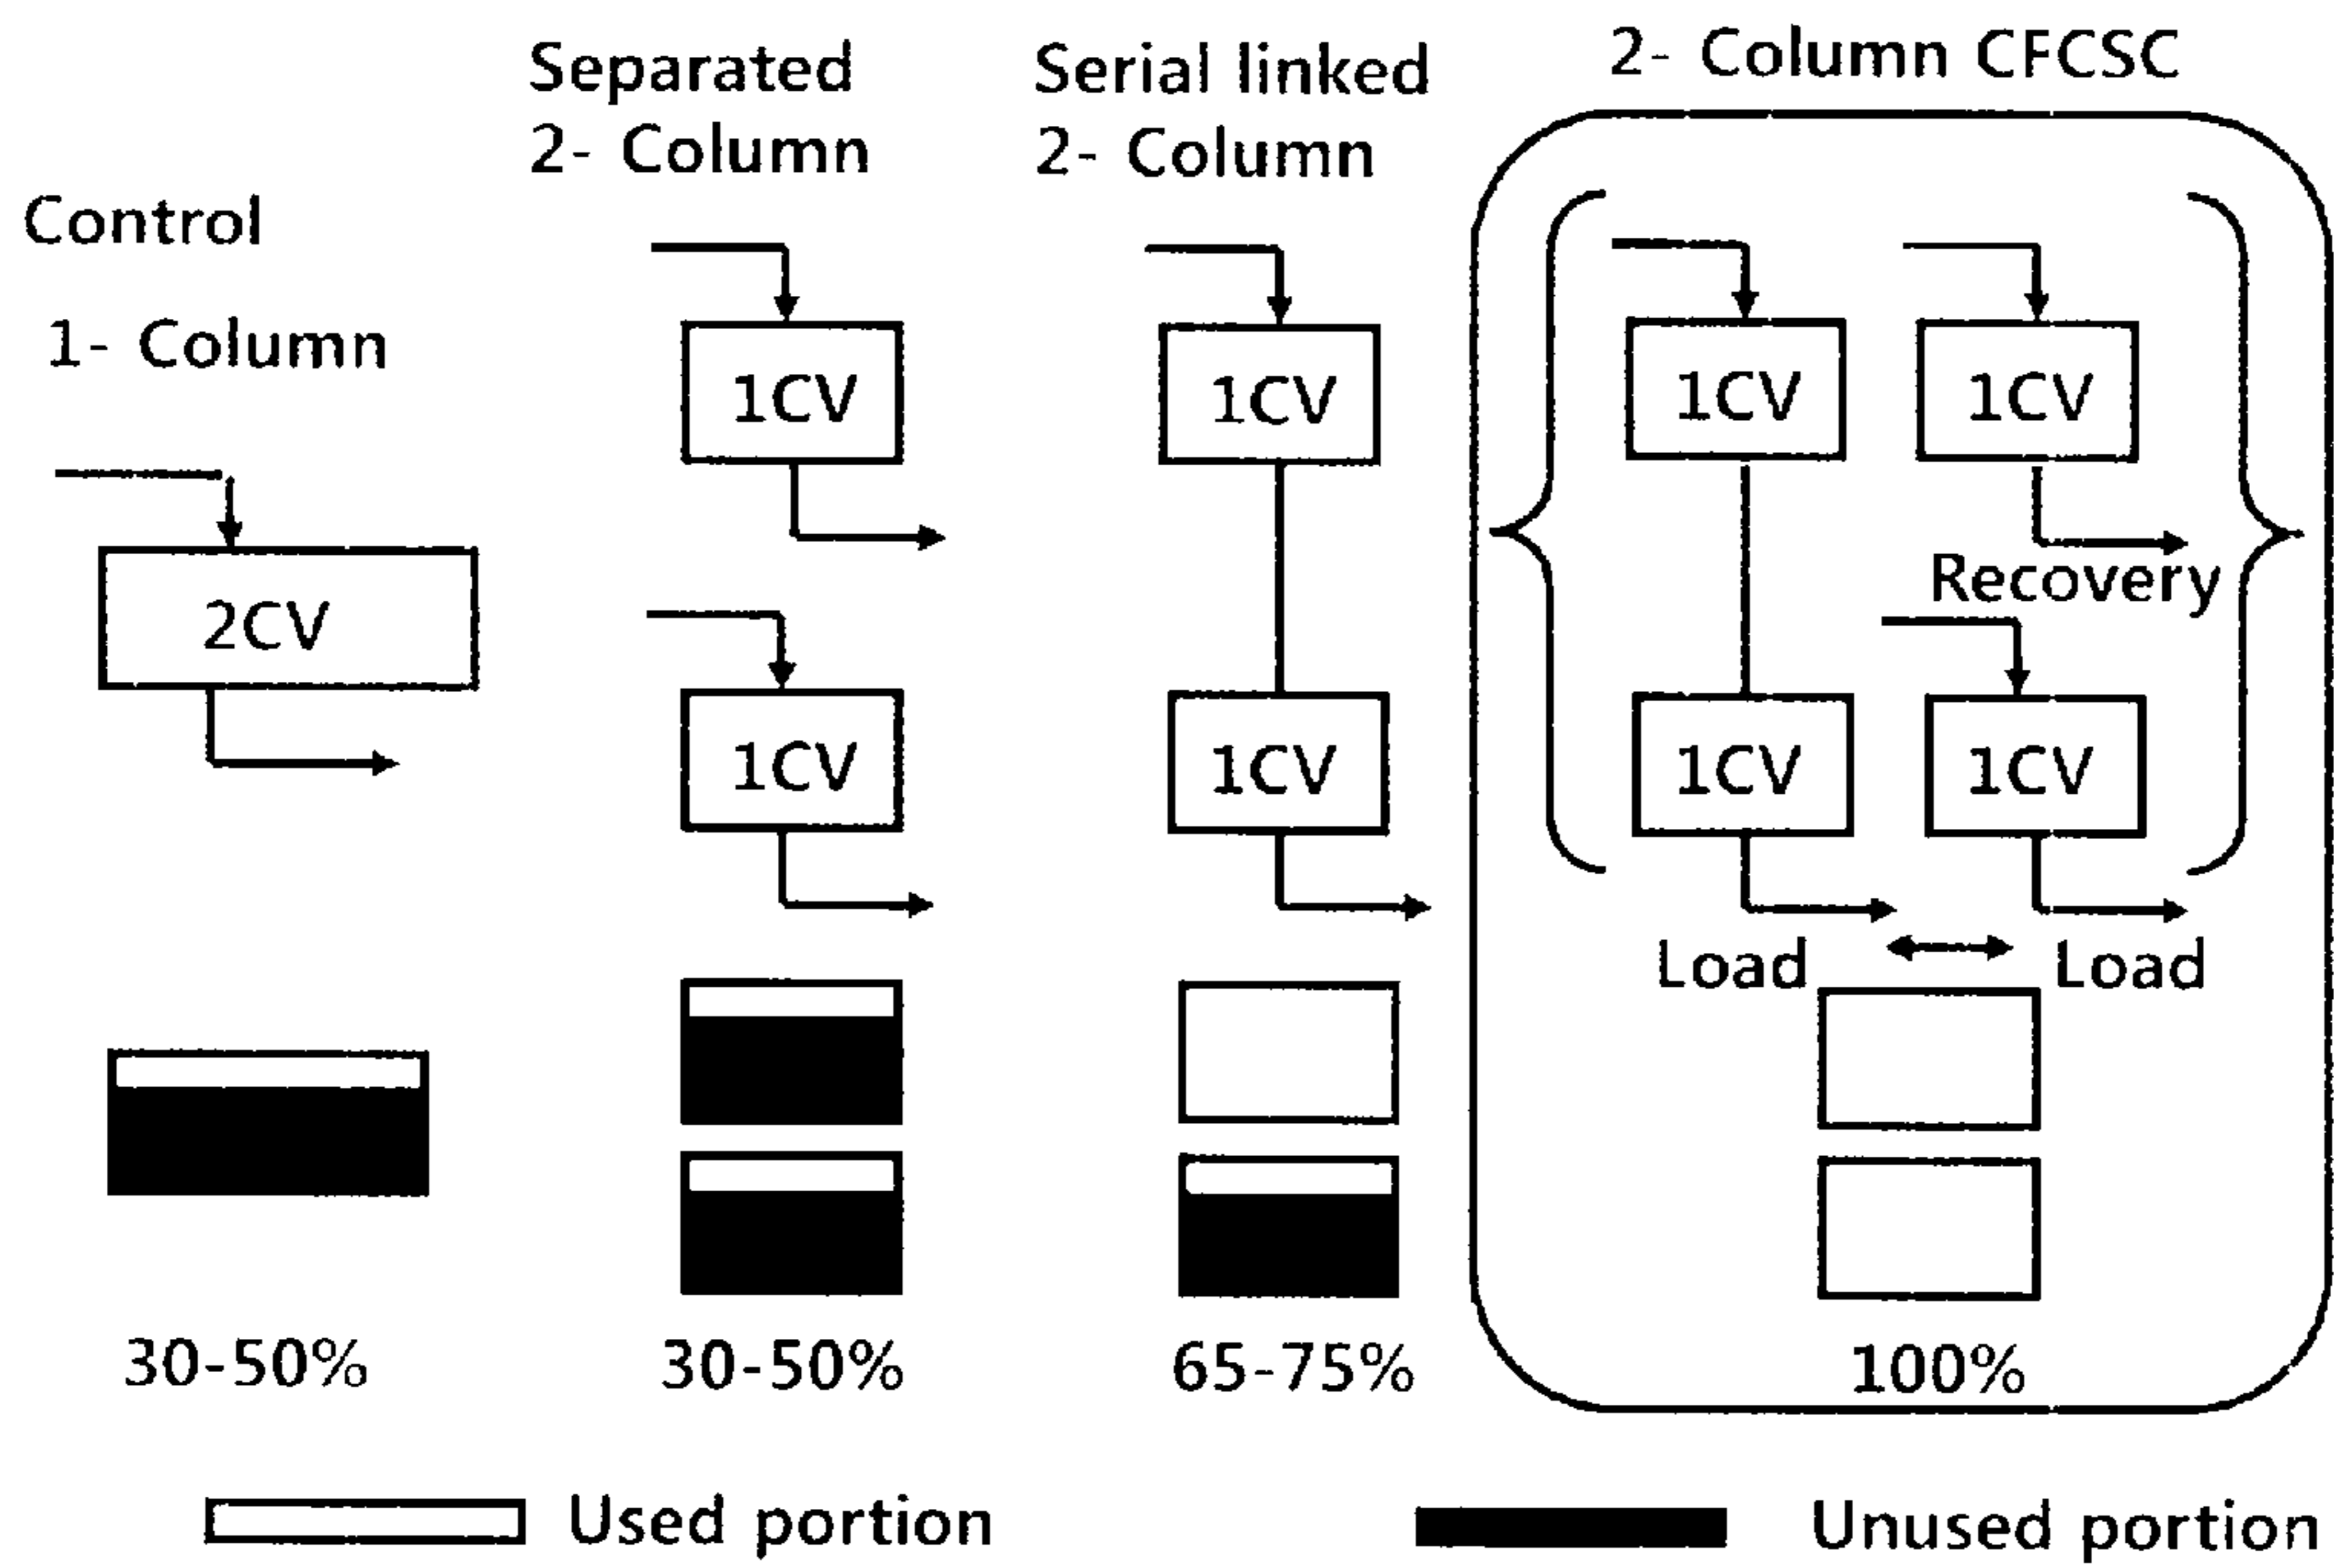 Control
1- Column
2CV
30-50%
Separated
2- Column
1CV
1CV
30-50%
Serial linked
2- Column
1CV
1CV
65-75%
2- Column CFCSC
1CV
1CV
Recovery
1CV
1CV
Load
Load
100%
Used portion
Unused portion